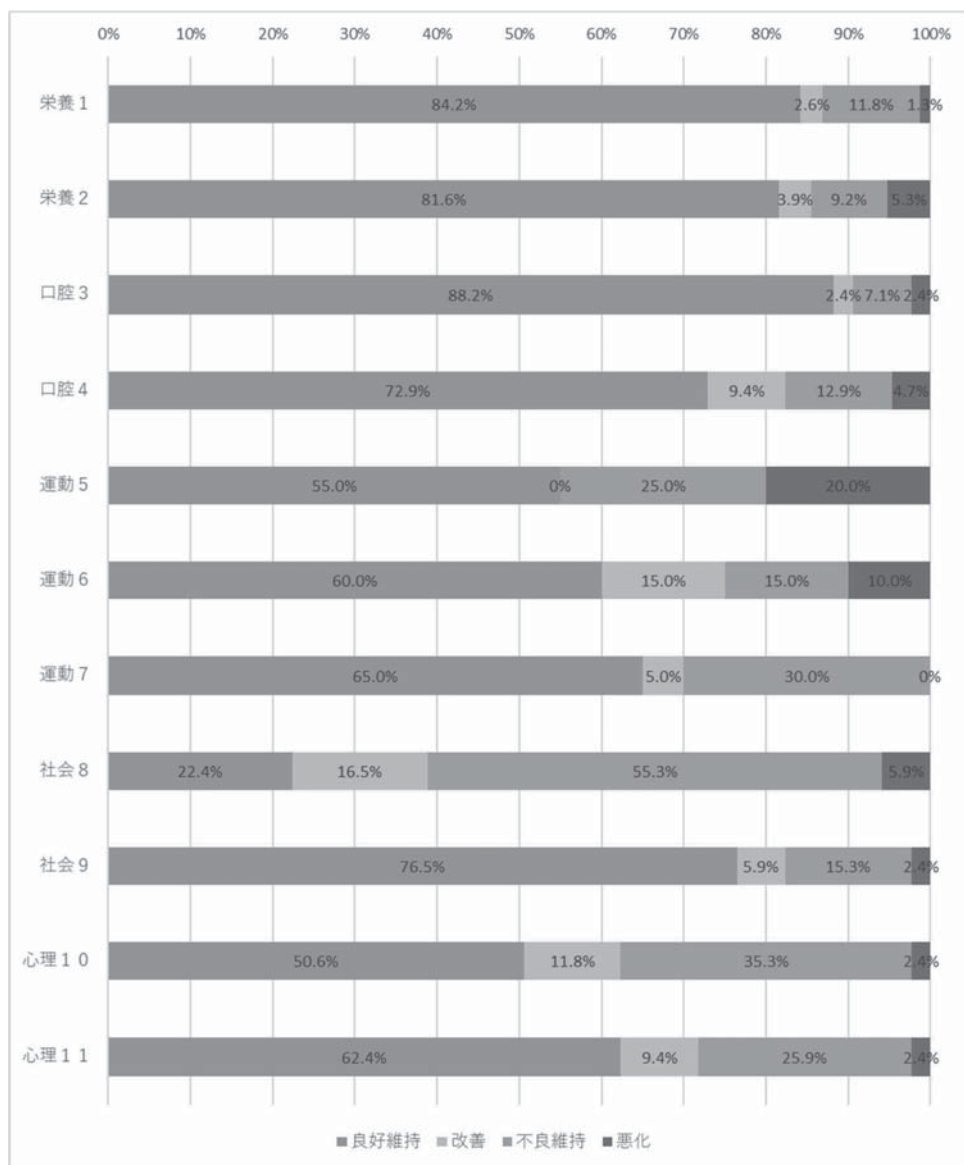 0% 10% 20% 30% 40% 50% 60% 70% 80% 90% 100%
栄養1 84.2% 2.6% 11.8% 1.3%
栄養2 81.6% 3.9% 9.2% 5.3%
口腔3 88.2% 2.4% 7.1% 2.4%
口腔4 72.9% 9.4% 12.9% 4.7%
運動5 55.0% 0% 25.0% 20.0%
運動6 60.0% 15.0% 15.0% 10.0%
運動7 65.0% 5.0% 30.0% 0%
社会8 22.4% 16.5% 55.3% 5.9%
社会9 76.5% 5.9% 15.3% 2.4%
心理10 50.6% 11.8% 35.3% 2.4%
心理11 62.4% 9.4% 25.9% 2.4%
良好維持 改善 不良維持 悪化